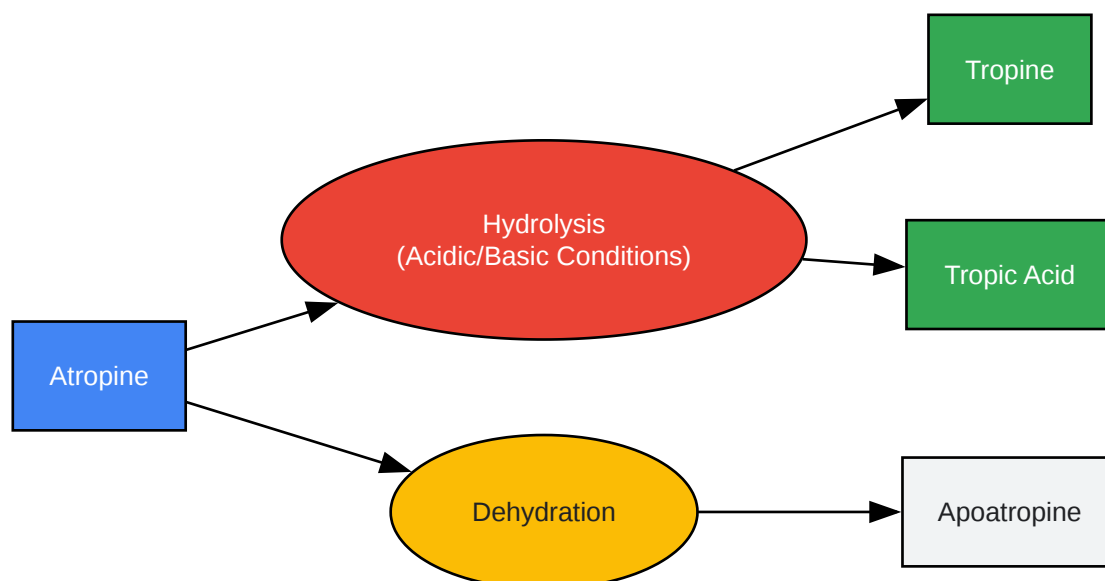 Tropine
Hydrolysis
(Acidic/Basic Conditions)
Tropic Acid
Atropine
Dehydration
Apoatropine